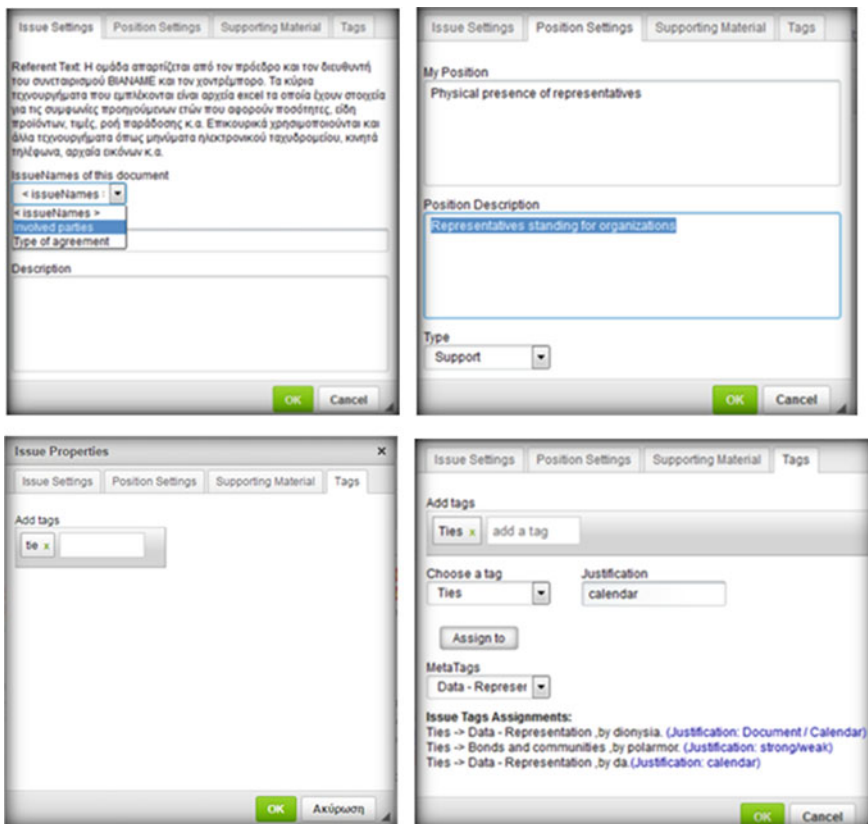 Issue Settings Position Settings Supporting Material Tags
Referent Text: Η ομάδα απαρτίζεται από τον πρόεδρο και τον διευθυντή
του συνεταιρισμού ΒΙΑΝΑΜΕ και τον χοντρέμπορο. Τα κύρια
τεχνουργήματα που εμπλέκονται είναι αρχεία excel τα οποία έχουν στοιχεία
για τις συμφωνίες προηγούμενων ετών που αφορούν ποσότητες, είδη
προϊόντων, τιμές, ροή παράδοσης κ.α. Επικουρικά χρησιμοποιούνται και
άλλα τεχνουργήματα όπως μηνύματα ηλεκτρονικού ταχυδρομείου, κινητά
τηλέφωνα, αρχεία εικόνων κ.α.
IssueNames of this document
< issueNames :
< issueNames >
Involved parties
Type of agreement
Description
OK Cancel
Issue Settings Position Settings Supporting Material Tags
My Position
Physical presence of representatives
Position Description
Representatives standing for organizations
Type
Support
OK Cancel
Issue Properties x
Issue Settings Position Settings Supporting Material Tags
Add tags
tie x
OK Ακύρωση
Issue Settings Position Settings Supporting Material Tags
Add tags
Ties x add a tag
Choose a tag Justification
Ties calendar
Assign to
MetaTags
Data - Represer
Issue Tags Assignments:
Ties -> Data - Representation ,by dionysia. (Justification: Document / Calendar)
Ties -> Bonds and communities ,by polarmor. (Justification: strong/weak)
Ties -> Data - Representation ,by da.(Justification: calendar)
OK Cancel